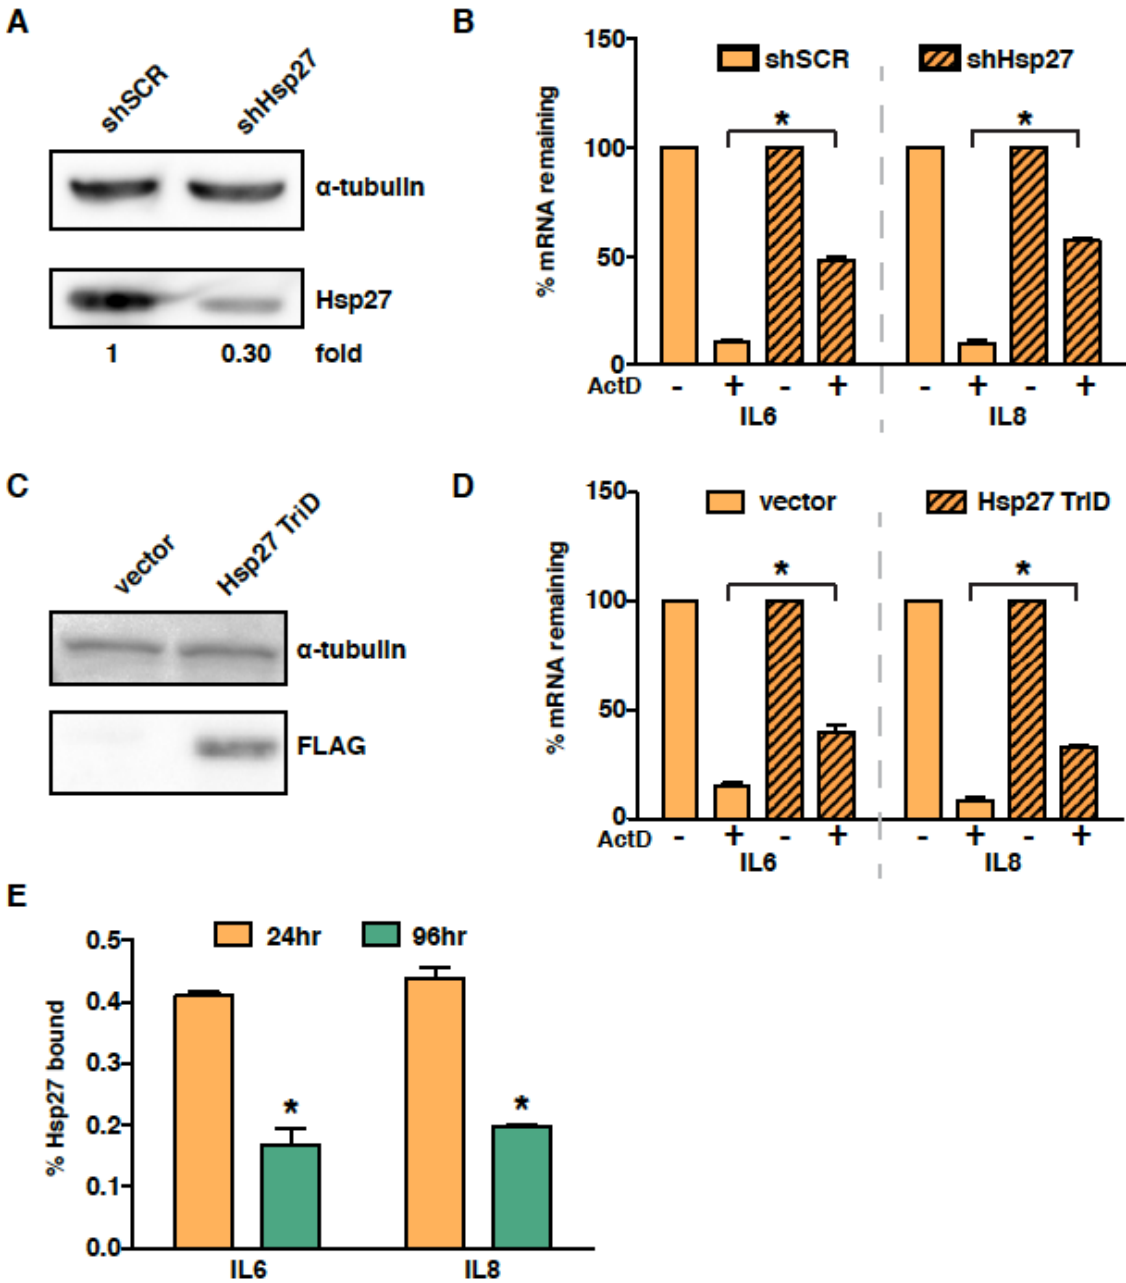 A
shSCR
shHsp27
α-tubulin
Hsp27
1 0.30 fold
B
shSCR shHsp27
% mRNA remaining
150
100
50
0
* *
ActD - + - + - + - +
IL6 IL8
C
vector
Hsp27 TriD
α-tubulin
FLAG
D
vector Hsp27 TriD
% mRNA remaining
150
100
50
0
* *
ActD - + - + - + - +
IL6 IL8
E
24hr 96hr
% Hsp27 bound
0.5
0.4
0.3
0.2
0.1
0.0
* *
IL6 IL8